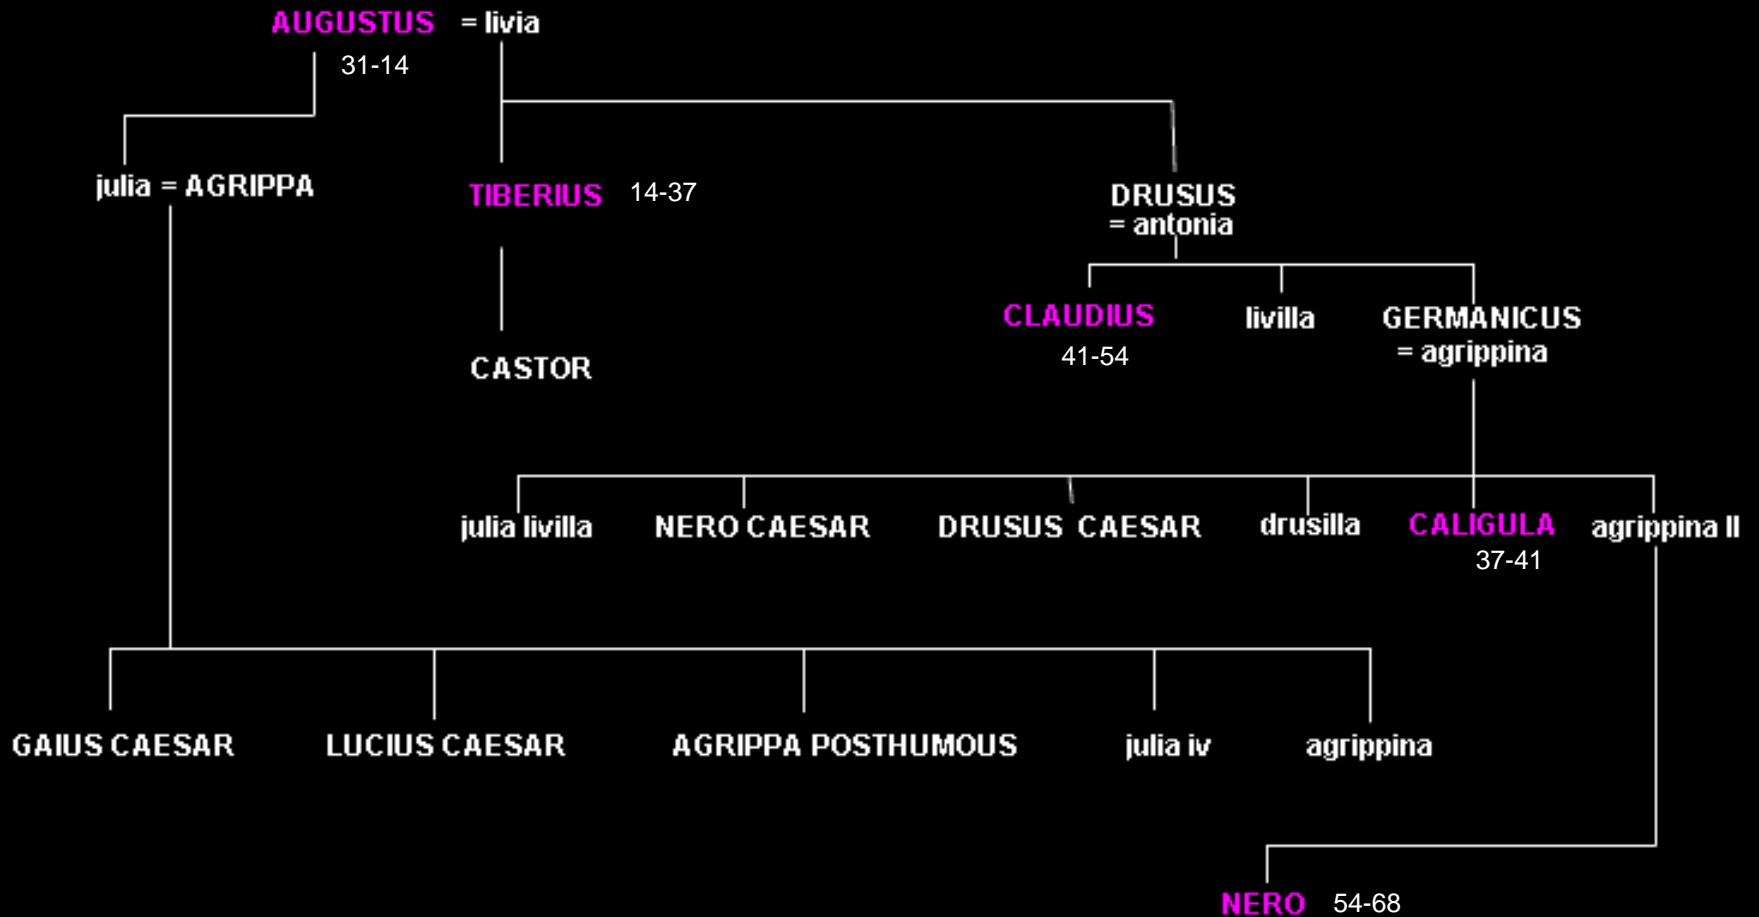 AUGUSTUS = livia
31-14
julia = AGRIPPA
TIBERIUS 14-37
DRUSUS
= antonia
CLAUDIUS
41-54
livilla
GERMANICUS
= agrippina
CASTOR
julia livilla
NERO CAESAR
DRUSUS CAESAR
drusilla
CALIGULA
37-41
agrippina II
GAIUS CAESAR
LUCIUS CAESAR
AGRIPPA POSTHUMOUS
julia iv
agrippina
NERO 54-68